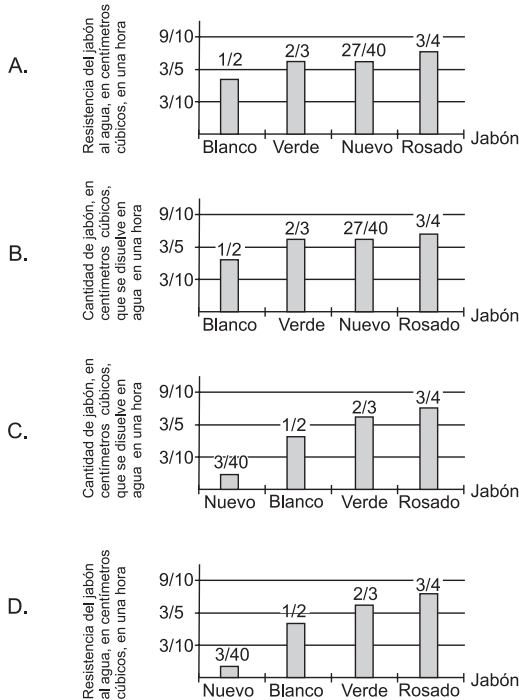 A.
Resistencia del jabón
al agua, en centímetros
cúbicos, en una hora
9/10
3/5
3/10
1/2
2/3
27/40
3/4
Blanco
Verde
Nuevo
Rosado
Jabón
B.
Cantidad de jabón, en
centímetros cúbicos,
que se disuelve en
agua en una hora
9/10
3/5
3/10
1/2
2/3
27/40
3/4
Blanco
Verde
Nuevo
Rosado
Jabón
C.
Cantidad de jabón, en
centímetros cúbicos,
que se disuelve en
agua en una hora
9/10
3/5
3/10
3/40
1/2
2/3
3/4
Nuevo
Blanco
Verde
Rosado
Jabón
D.
Resistencia del jabón
al agua, en centímetros
cúbicos, en una hora
9/10
3/5
3/10
3/40
1/2
2/3
3/4
Nuevo
Blanco
Verde
Rosado
Jabón